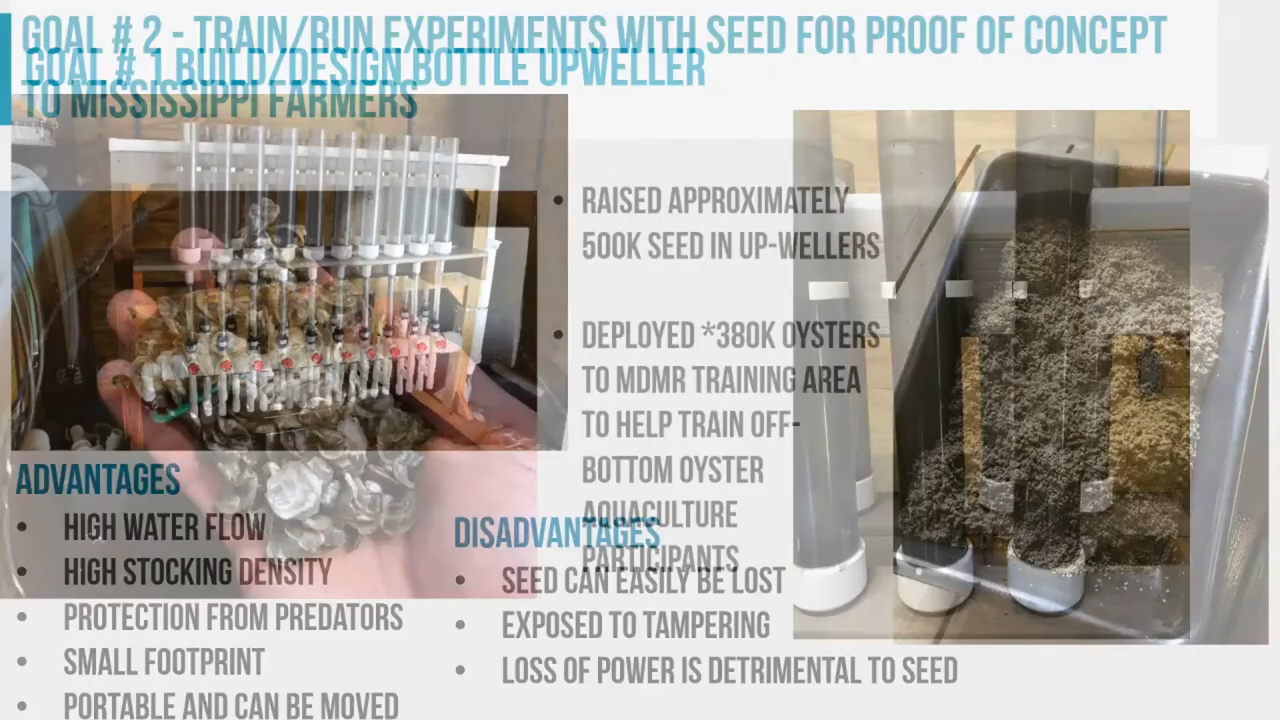 GOAL # 2 - TRAIN/RUN EXPERIMENTS WITH SEED FOR PROOF OF CONCEPT
TO MISSISSIPPI FARMERS
GOAL # 1 BUILD/DESIGN BOTTLE UPWELLER
• RAISED APPROXIMATELY
500K SEED IN UP-WELLERS
• DEPLOYED *380K OYSTERS
TO MDMR TRAINING AREA
TO HELP TRAIN OFF-
BOTTOM OYSTER
AQUACULTURE
PARTICIPANTS
ADVANTAGES
• HIGH WATER FLOW
• HIGH STOCKING DENSITY
• PROTECTION FROM PREDATORS
• SMALL FOOTPRINT
• PORTABLE AND CAN BE MOVED
DISADVANTAGES
• SEED CAN EASILY BE LOST
• EXPOSED TO TAMPERING
• LOSS OF POWER IS DETRIMENTAL TO SEED